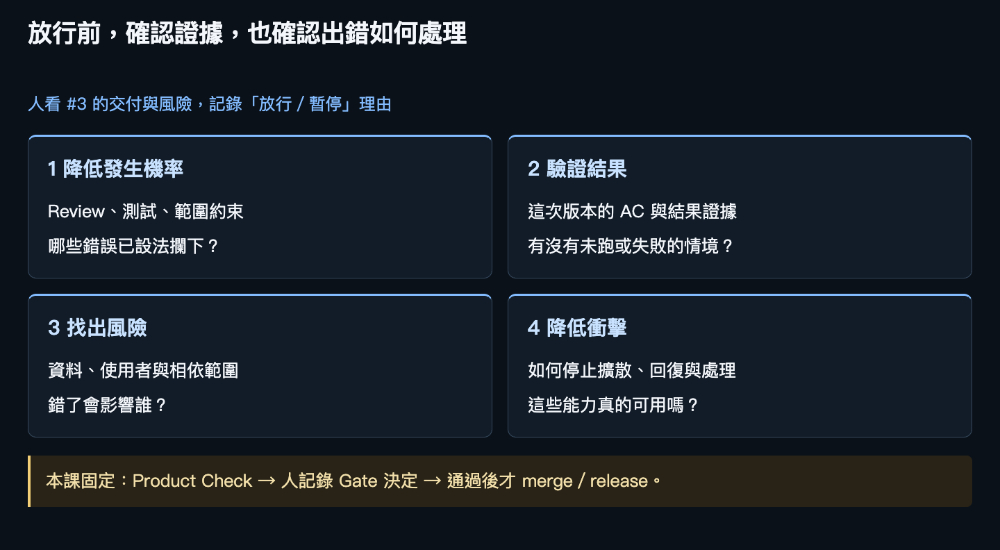 放行前，確認證據，也確認出錯如何處理
人看 #3 的交付與風險，記錄「放行 / 暫停」理由
1 降低發生機率
Review、測試、範圍約束
哪些錯誤已設法攔下？
2 驗證結果
這次版本的 AC 與結果證據
有沒有未跑或失敗的情境？
3 找出風險
資料、使用者與相依範圍
錯了會影響誰？
4 降低衝擊
如何停止擴散、回復與處理
這些能力真的可用嗎？
本課固定：Product Check → 人記錄 Gate 決定 → 通過後才 merge / release。